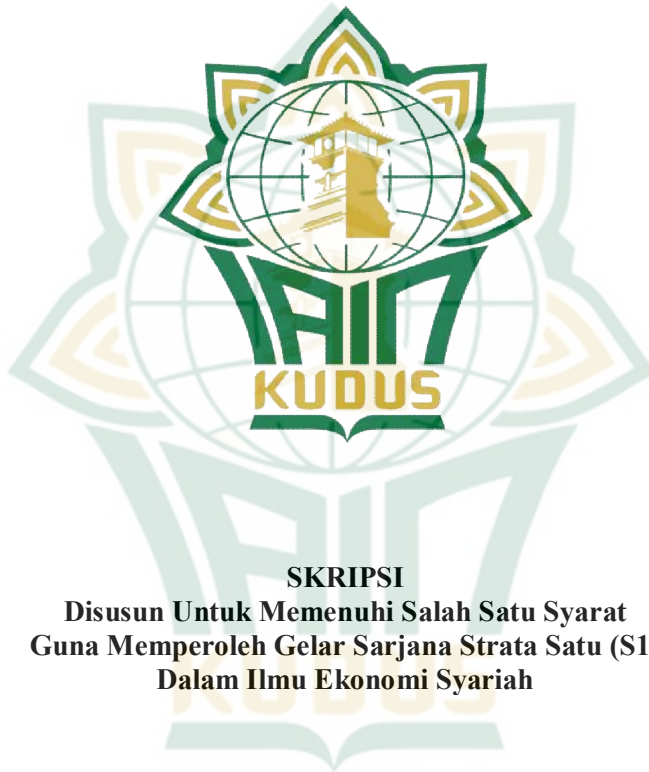 IAIN
KUDUS
SKRIPSI
Disusun Untuk Memenuhi Salah Satu Syarat
Guna Memperoleh Gelar Sarjana Strata Satu (S1
Dalam Ilmu Ekonomi Syariah